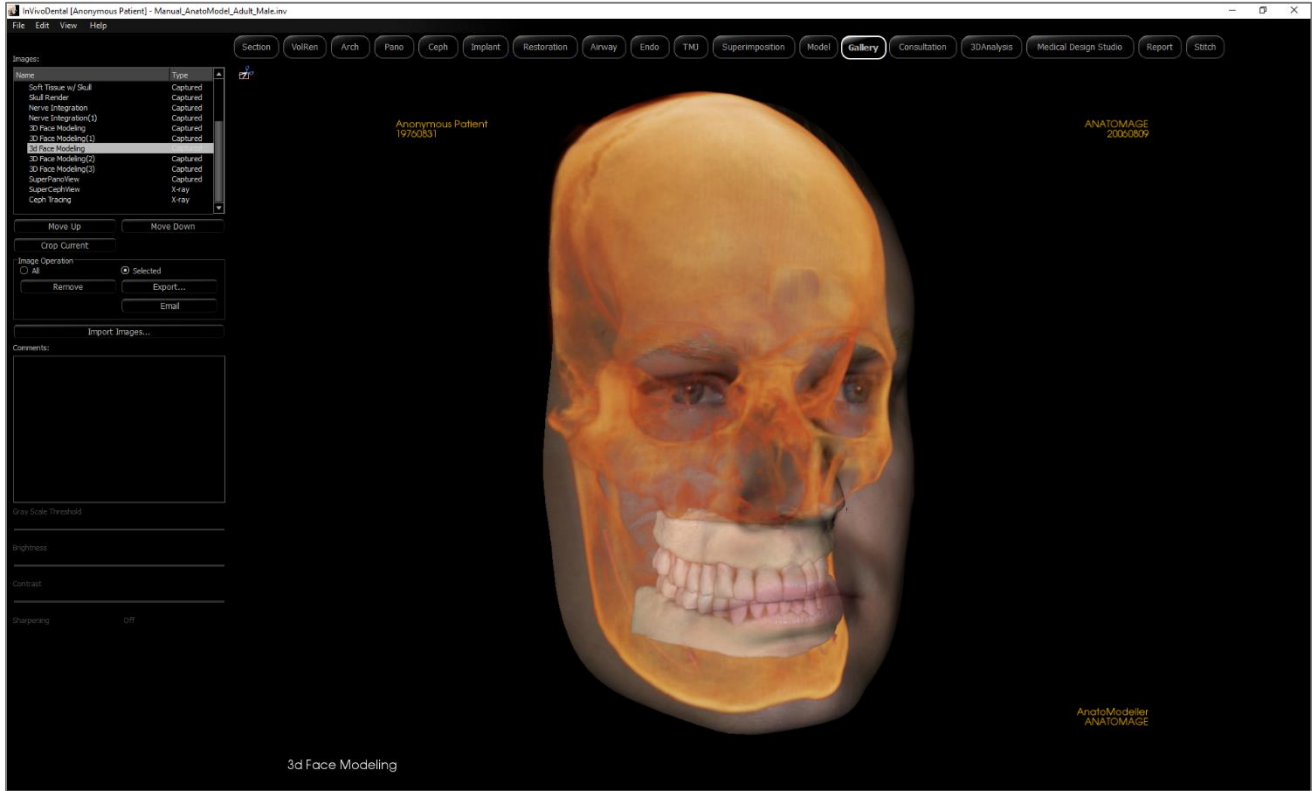 InVivoDental [Anonymous Patient] - Manual_AnatoModel_Adult_Male.inv
File Edit View Help
Section VolRen Arch Pano Ceph Implant Restoration Airway Endo TMJ Superimposition Model Gallery Consultation 3DAnalysis Medical Design Studio Report Stitch
Images:
Name Type
Soft Tissue w/ Skull Captured
Skull Render Captured
Nerve Integration Captured
Nerve Integration(1) Captured
3D Face Modeling Captured
3D Face Modeling(1) Captured
3d Face Modeling Captured
3D Face Modeling(2) Captured
3D Face Modeling(3) Captured
SuperPanoView Captured
SuperCephView X-ray
Ceph Tracing X-ray
Move Up Move Down
Crop Current
Image Operation
All Selected
Remove Export...
Email
Import Images...
Comments:
Gray Scale Threshold
Brightness
Contrast
Sharpening Off
Anonymous Patient
19760831
ANATOMAGE
20060809
AnatoModeller
ANATOMAGE
3d Face Modeling